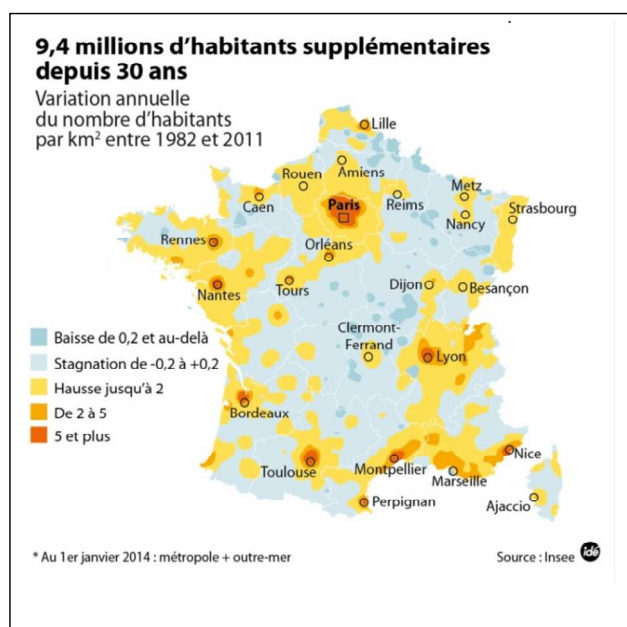 9,4 millions d'habitants supplémentaires
depuis 30 ans
Variation annuelle
du nombre d'habitants
par km² entre 1982 et 2011
Lille
Amiens
Rouen
Caen
Paris
Reims
Metz
Nancy
Strasbourg
Rennes
Orléans
Nantes
Tours
Dijon
Besançon
Clermont-
Ferrand
Lyon
Baisse de 0,2 et au-delà
Stagnation de -0,2 à +0,2
Hausse jusqu'à 2
De 2 à 5
5 et plus
Bordeaux
Toulouse
Montpellier
Marseille
Nice
Perpignan
Ajaccio
* Au 1er janvier 2014 : métropole + outre-mer
Source : Insee
idé